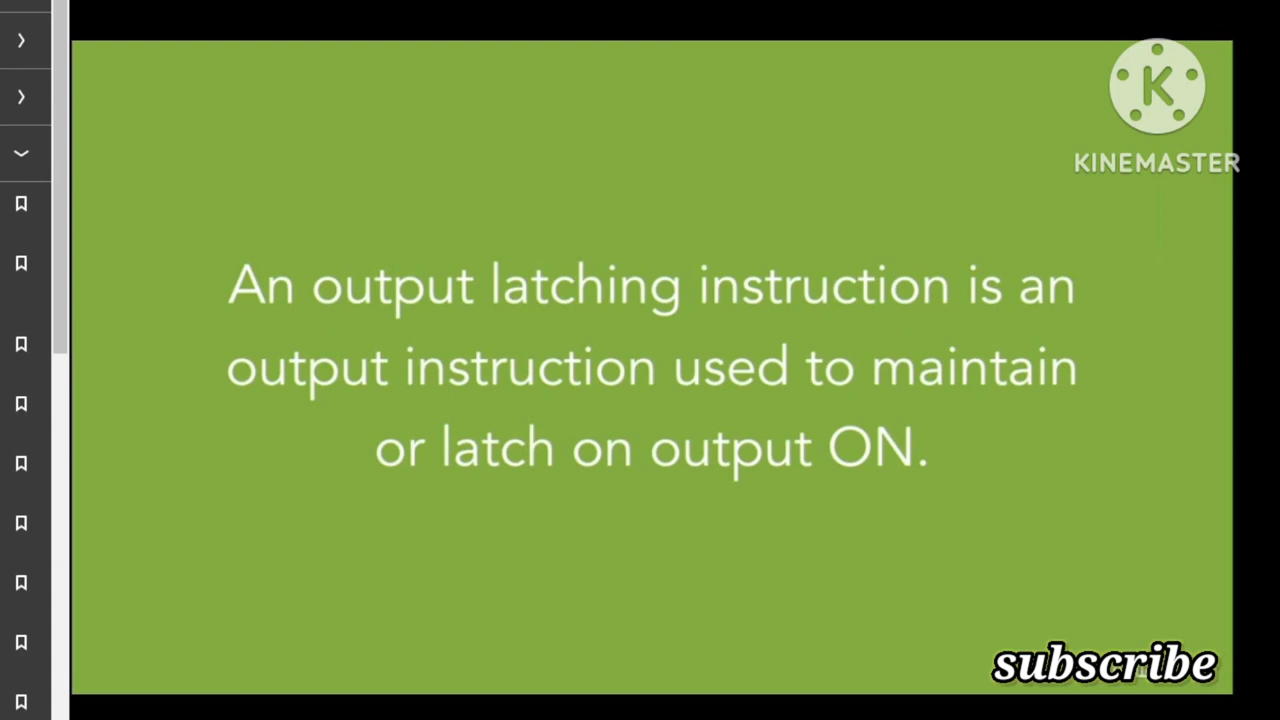 K
KINEMASTER
An output latching instruction is an
output instruction used to maintain
or latch on output ON.
subscribe